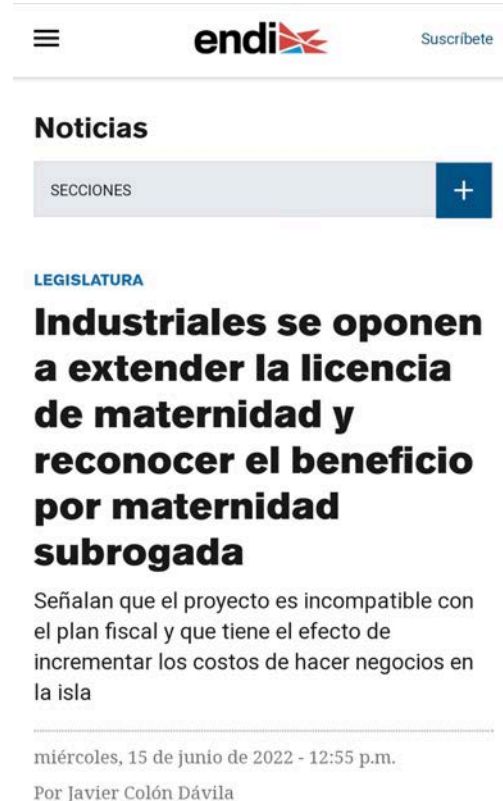 endi
Suscríbete
Noticias
SECCIONES
+
LEGISLATURA
Industriales se oponen
a extender la licencia
de maternidad y
reconocer el beneficio
por maternidad
subrogada
Señalan que el proyecto es incompatible con
el plan fiscal y que tiene el efecto de
incrementar los costos de hacer negocios en
la isla
miércoles, 15 de junio de 2022 - 12:55 p.m.
Por Javier Colón Dávila